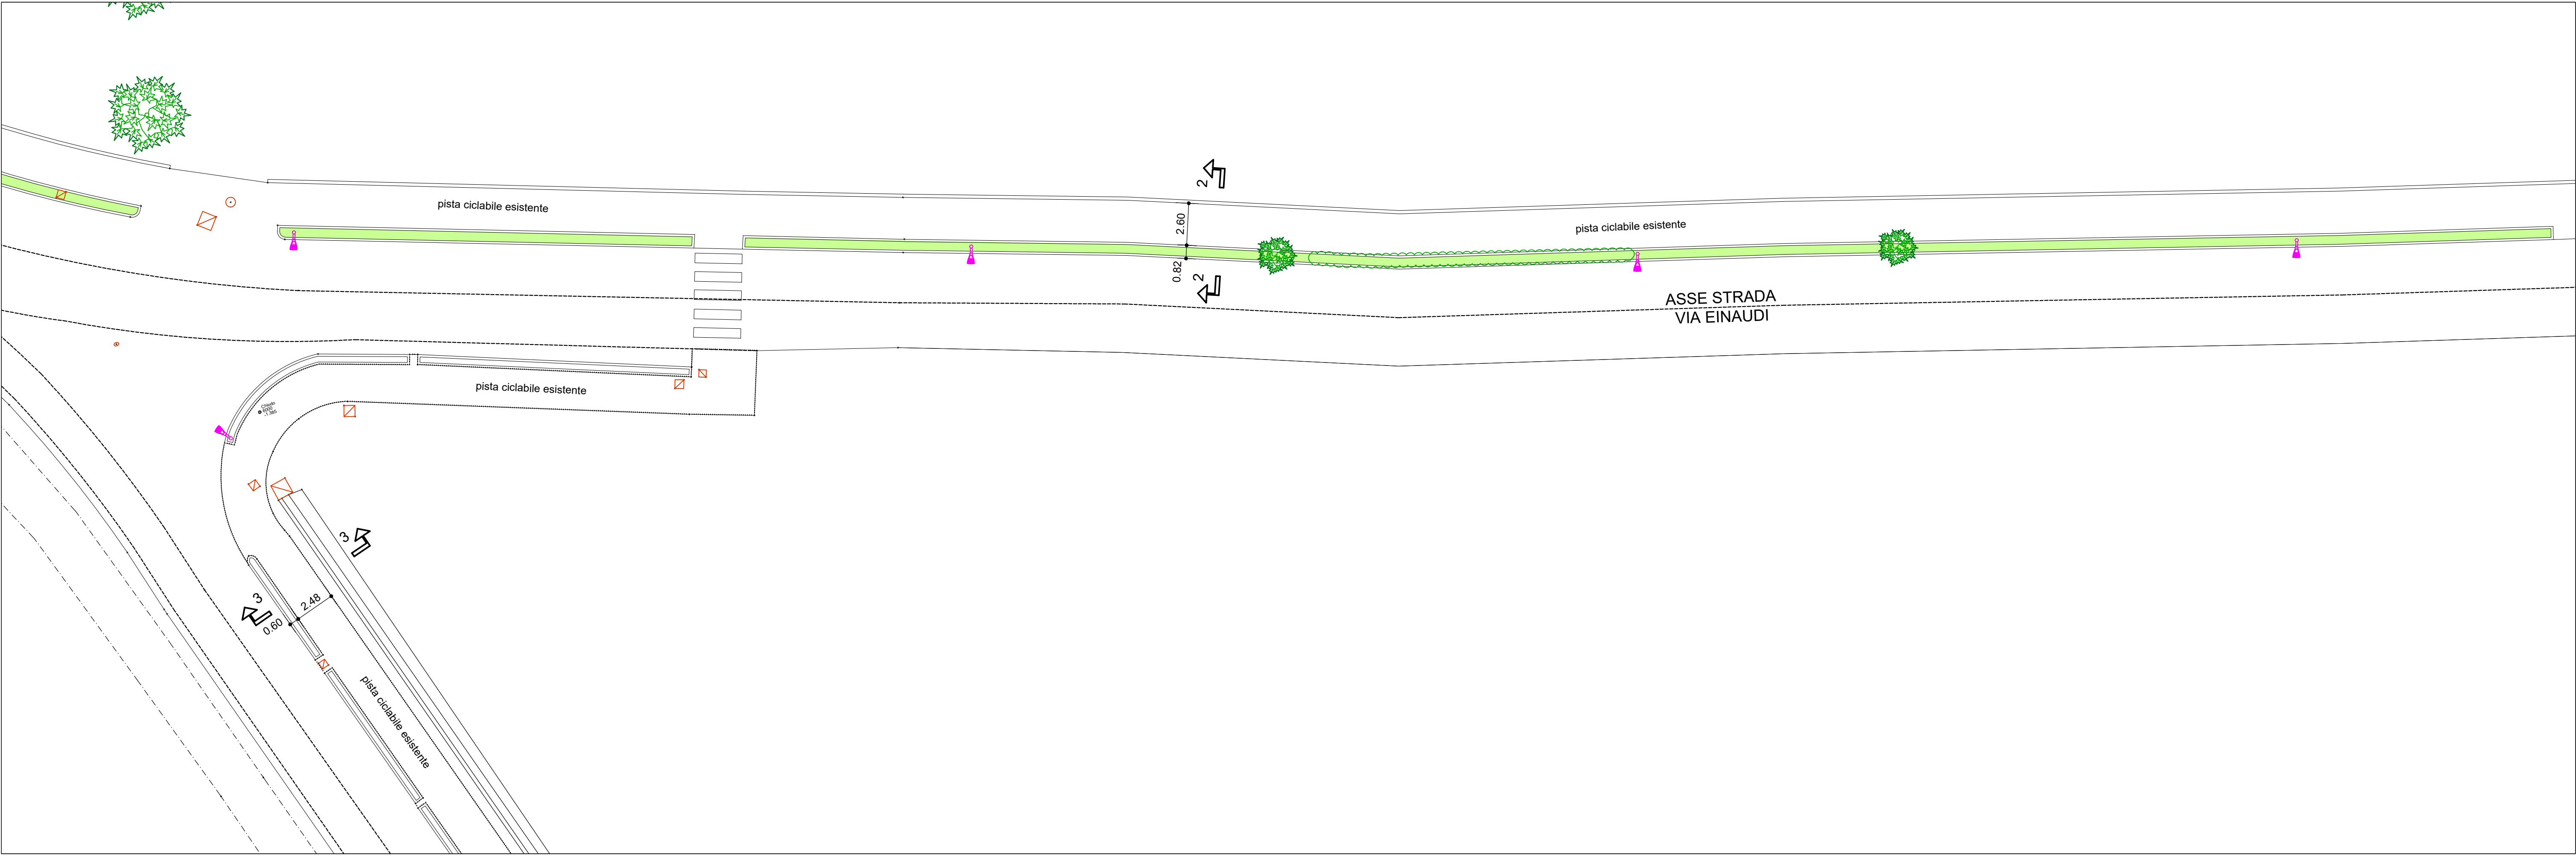 2
pista ciclabile esistente
2.60
pista ciclabile esistente
0.82
2
ASSE STRADA
VIA EINAUDI
pista ciclabile esistente
3
3
2.48
0.60
pista ciclabile esistente